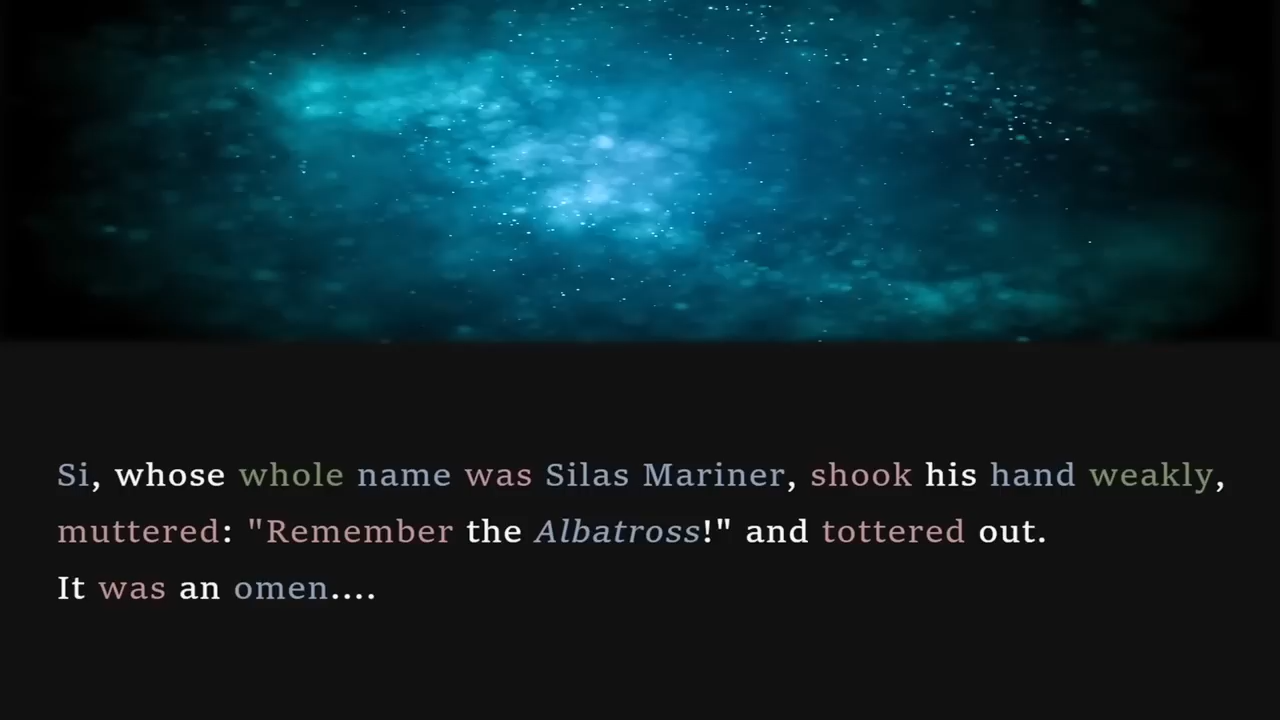 Si, whose whole name was Silas Mariner, shook his hand weakly,
muttered: "Remember the Albatross!" and tottered out.
It was an omen....